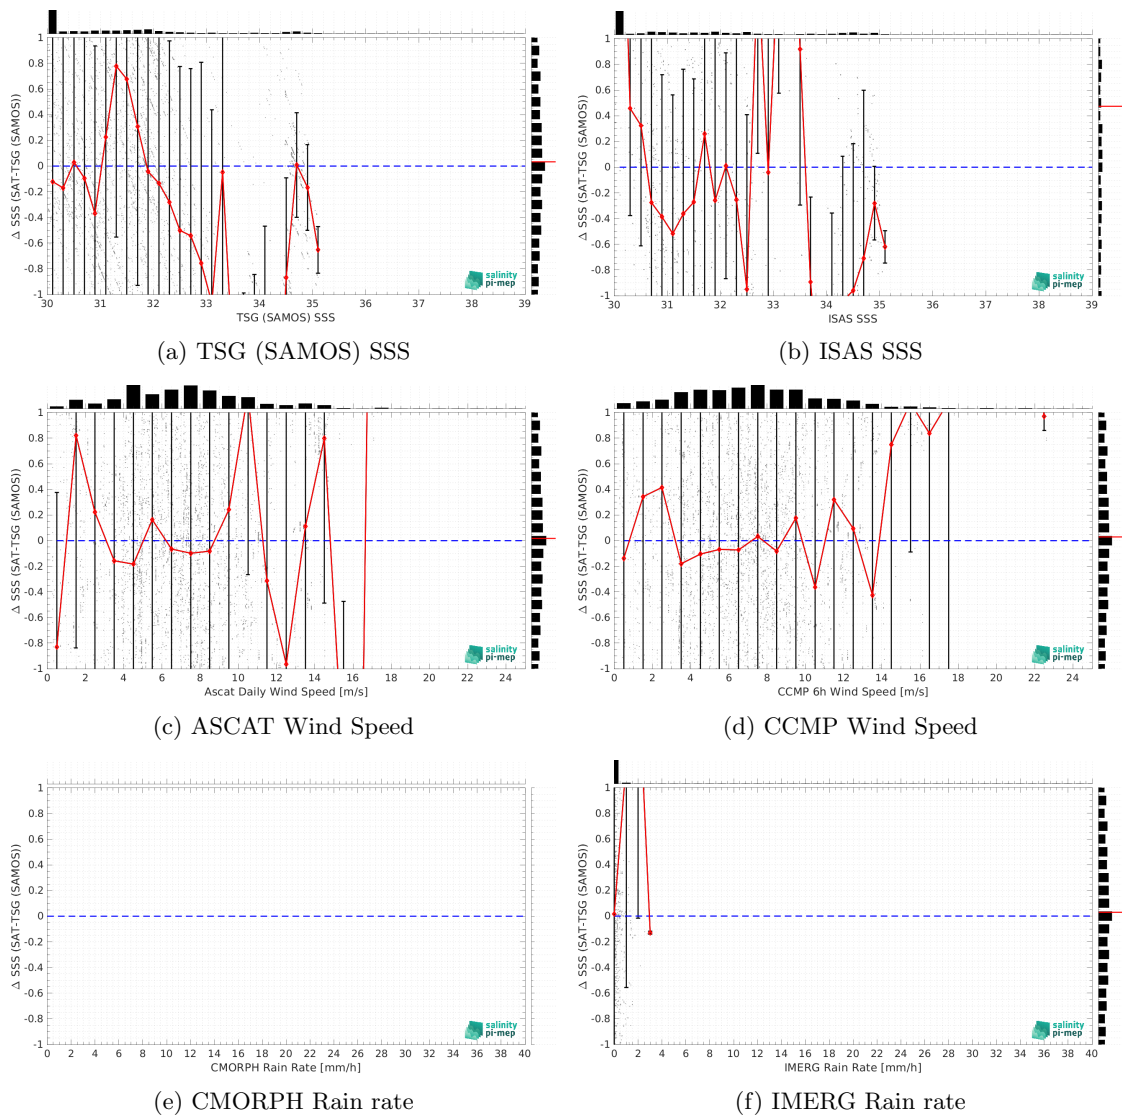 1
0.8
0.6
0.4
0.2
0
-0.2
-0.4
-0.6
-0.8
-1
Δ SSS (SAT-TSG (SAMOS))
30 31 32 33 34 35 36 37 38 39
TSG (SAMOS) SSS
salinity
pi-mep
(a) TSG (SAMOS) SSS
1
0.8
0.6
0.4
0.2
0
-0.2
-0.4
-0.6
-0.8
-1
Δ SSS (SAT-TSG (SAMOS))
30 31 32 33 34 35 36 37 38 39
ISAS SSS
salinity
pi-mep
(b) ISAS SSS
1
0.8
0.6
0.4
0.2
0
-0.2
-0.4
-0.6
-0.8
-1
Δ SSS (SAT-TSG (SAMOS))
0 2 4 6 8 10 12 14 16 18 20 22 24
Ascat Daily Wind Speed [m/s]
salinity
pi-mep
(c) ASCAT Wind Speed
1
0.8
0.6
0.4
0.2
0
-0.2
-0.4
-0.6
-0.8
-1
Δ SSS (SAT-TSG (SAMOS))
0 2 4 6 8 10 12 14 16 18 20 22 24
CCMP 6h Wind Speed [m/s]
salinity
pi-mep
(d) CCMP Wind Speed
1
0.8
0.6
0.4
0.2
0
-0.2
-0.4
-0.6
-0.8
-1
Δ SSS (SAT-TSG (SAMOS))
0 2 4 6 8 10 12 14 16 18 20 22 24 26 28 30 32 34 36 38 40
CMORPH Rain Rate [mm/h]
salinity
pi-mep
(e) CMORPH Rain rate
1
0.8
0.6
0.4
0.2
0
-0.2
-0.4
-0.6
-0.8
-1
Δ SSS (SAT-TSG (SAMOS))
0 2 4 6 8 10 12 14 16 18 20 22 24 26 28 30 32 34 36 38 40
IMERG Rain Rate [mm/h]
salinity
pi-mep
(f) IMERG Rain rate